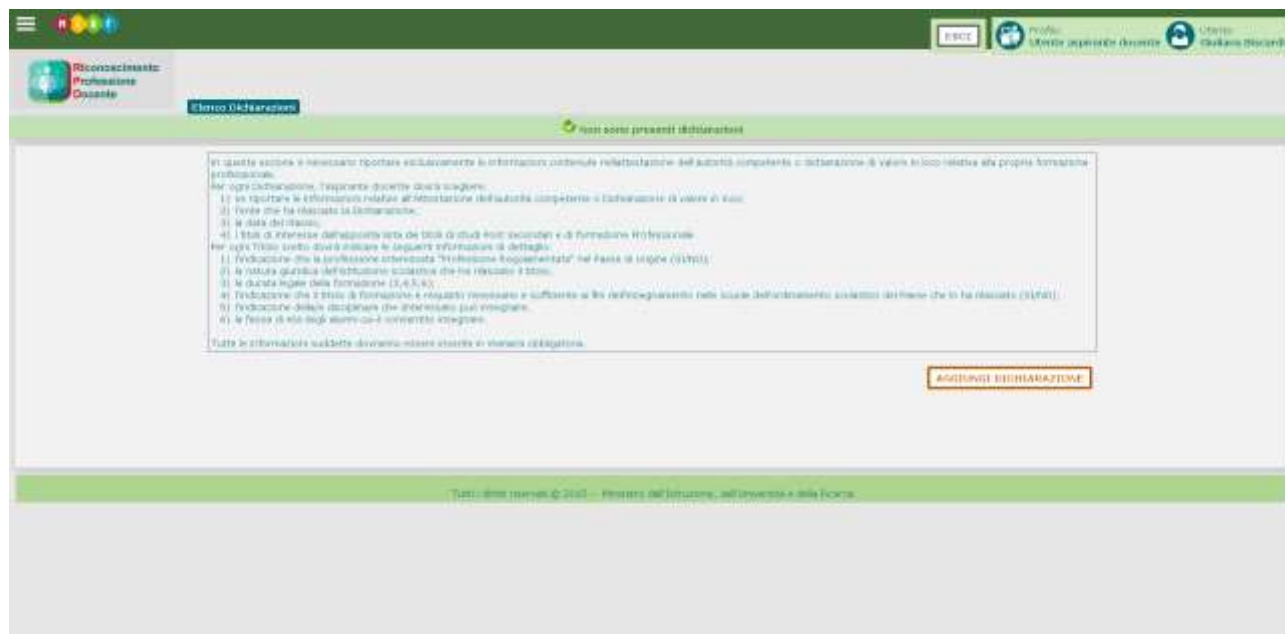 MIUR
ESCI
Profilo:
Utente aspirante docente
Utente:
Riconoscimento
Professione
Docente
Elenco Dichiarazioni
Non sono presenti dichiarazioni
In questa sezione è necessario riportare esclusivamente le informazioni contenute nell'attestazione dell'autorità competente o dichiarazione di valore in loco relativa alla propria formazione
professionale.
Per ogni Dichiarazione, l'aspirante docente dovrà scegliere:
1) se riportare le informazioni relative all'Attestazione dell'autorità competente o Dichiarazione di valore in loco;
2) l'ente che ha rilasciato la Dichiarazione;
3) la data del rilascio;
4) i titoli di interesse dall'apposita lista dei titoli di studi Post secondari e di formazione Professionale.
Per ogni Titolo scelto dovrà indicare le seguenti informazioni di dettaglio:
1) l'indicazione che la professione interessata "Professione Regolamentata" nel Paese di origine (SI/NO);
2) la natura giuridica dell'istituzione scolastica che ha rilasciato il titolo;
3) la durata legale della formazione
4) l'indicazione che il titolo di formazione è requisito necessario e sufficiente ai fini dell'insegnamento nelle scuole dell'ordinamento scolastico del Paese che lo ha rilasciato (SI/NO);
5) l'indicazione della/e disciplina/e che l'interessato può insegnare;
6) la fascia di età degli alunni cui è consentito insegnare.
Tutte le informazioni suddette dovranno essere inserite in maniera obbligatoria.
AGGIUNGI DICHIARAZIONE
Tutti i diritti riservati © Ministero dell'Istruzione, dell'Università e della Ricerca